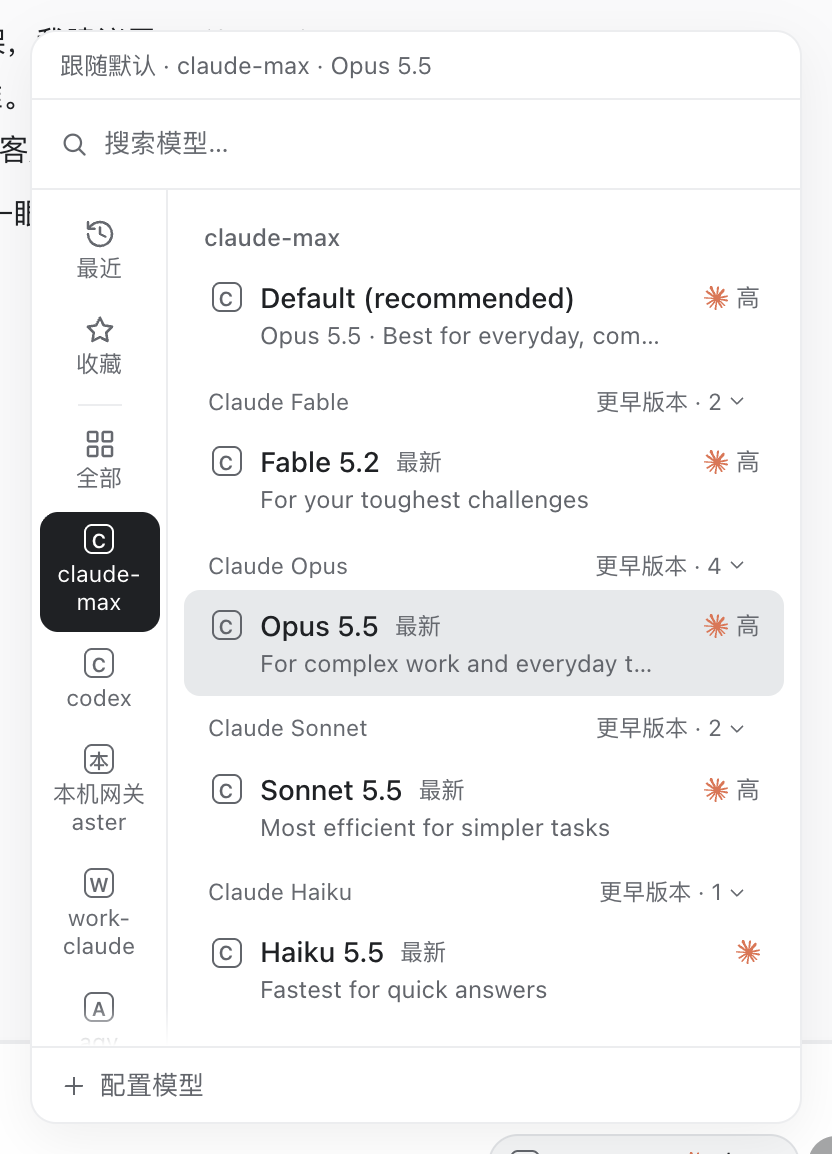 跟随默认 · claude-max · Opus 5.5
搜索模型...
最近
收藏
全部
C
claude-
max
C
codex
本
本机网关
aster
W
work-
claude
A
claude-max
C
Default (recommended)
高
Opus 5.5 · Best for everyday, com...
Claude Fable
更早版本 · 2
C
Fable 5.2 最新
高
For your toughest challenges
Claude Opus
更早版本 · 4
C
Opus 5.5 最新
高
For complex work and everyday t...
Claude Sonnet
更早版本 · 2
C
Sonnet 5.5 最新
高
Most efficient for simpler tasks
Claude Haiku
更早版本 · 1
C
Haiku 5.5 最新
Fastest for quick answers
+ 配置模型